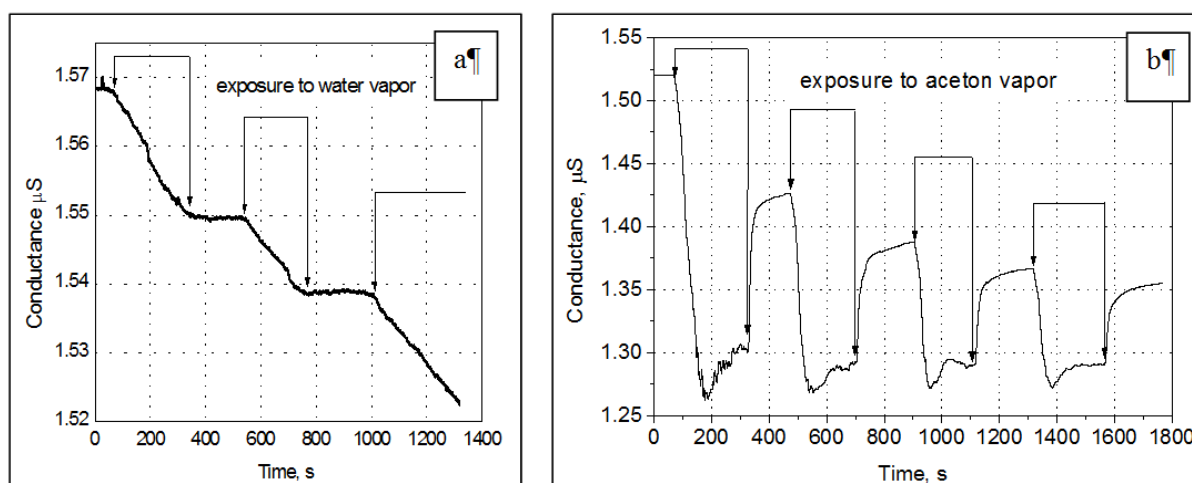 a¶
exposure to water vapor
Conductance µS
1.57
1.56
1.55
1.54
1.53
1.52
0 200 400 600 800 1000 1200 1400
Time, s
b¶
exposure to aceton vapor
Conductance, µS
1.55
1.50
1.45
1.40
1.35
1.30
1.25
0 200 400 600 800 1000 1200 1400 1600 1800
Time, s